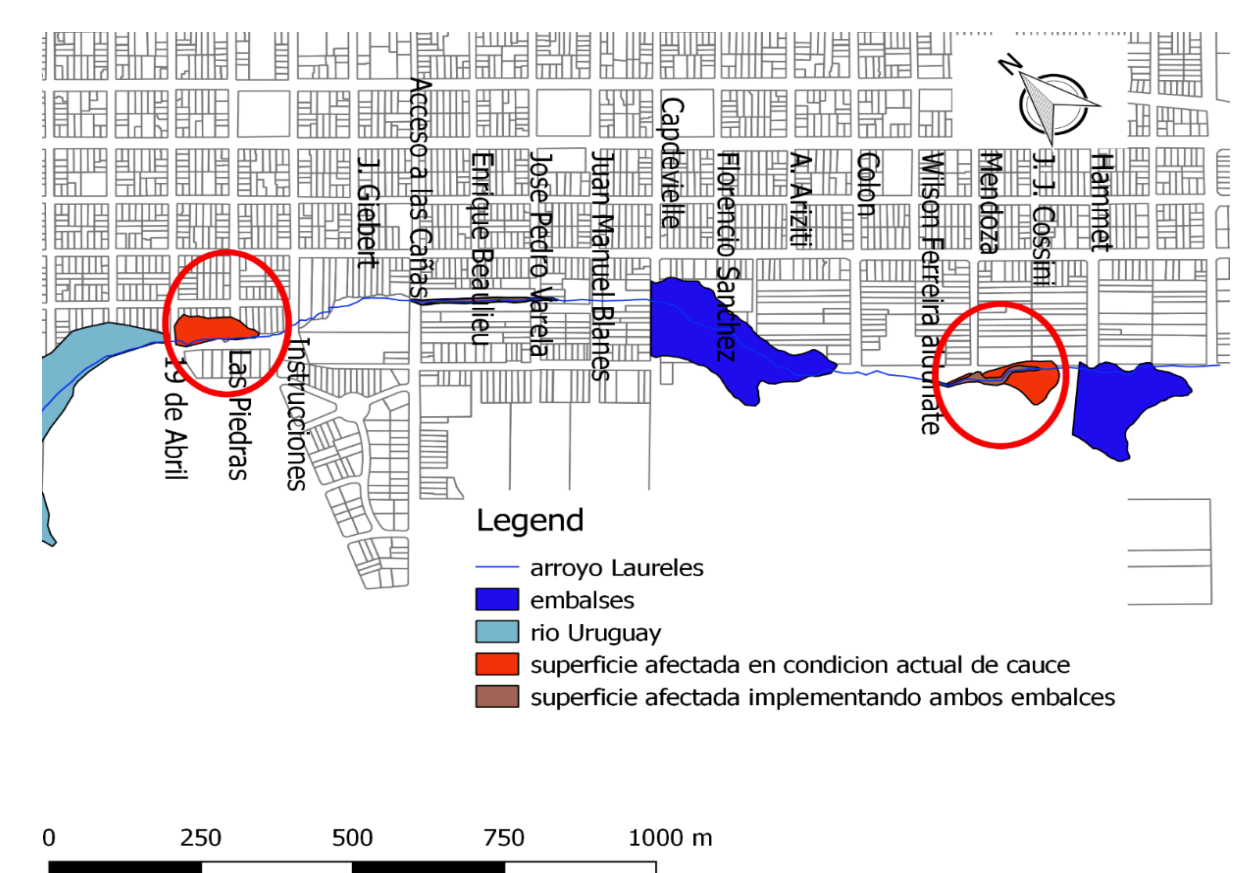 N
Acceso a las Cañas
Capdevielle
J. Giebert
Enrique Beaulieu
Jose Pedro Varela
Juan Manuel Blanes
Florencio Sanchez
A. Ariziti
Colon
Wilson Ferreira aldunate
Mendoza
J. J. Cossini
Hammet
Instrucciones
Las Piedras
19 de Abril
Legend
arroyo Laureles
embalses
rio Uruguay
superficie afectada en condicion actual de cauce
superficie afectada implementando ambos embalces
0 250 500 750 1000 m